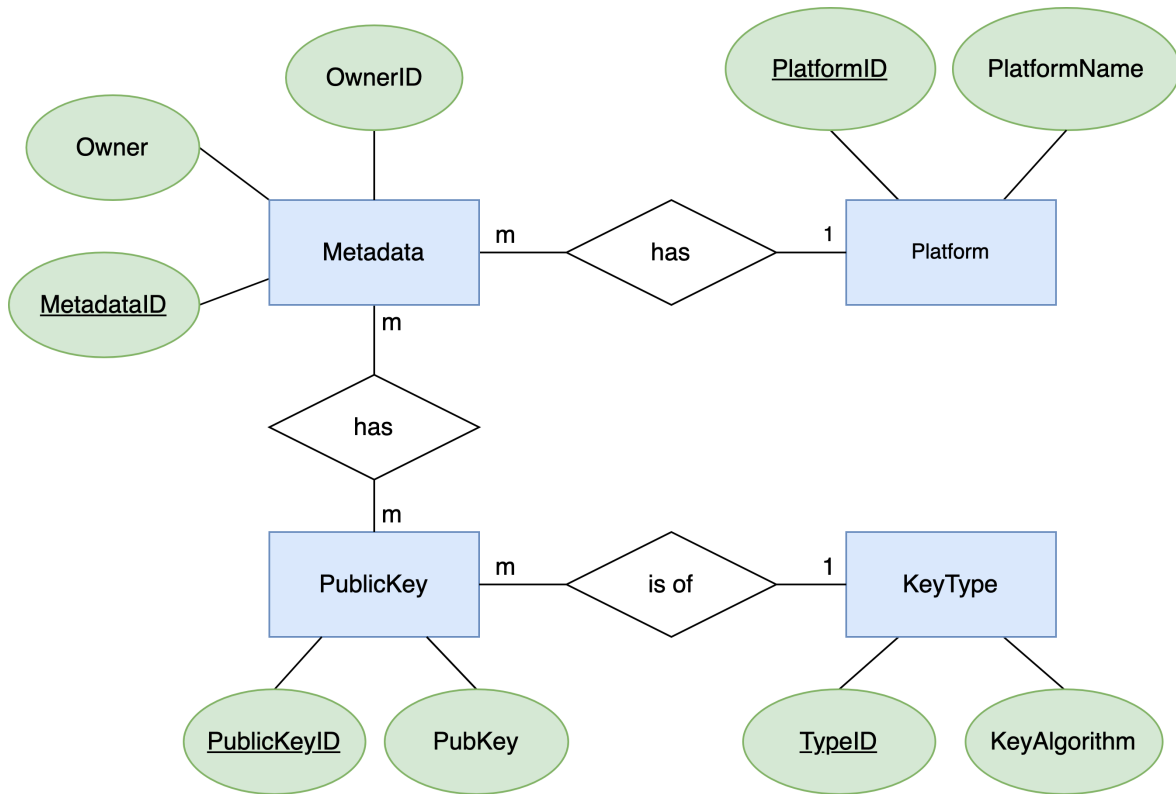 OwnerID
PlatformID
PlatformName
Owner
Metadata
m
has
1
Platform
MetadataID
m
has
m
PublicKey
m
is of
1
KeyType
PublicKeyID
PubKey
TypeID
KeyAlgorithm